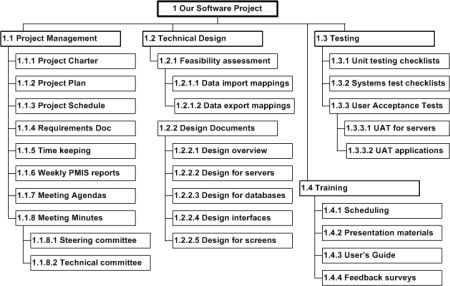 1 Our Software Project
1.1 Project Management
1.1.1 Project Charter
1.1.2 Project Plan
1.1.3 Project Schedule
1.1.4 Requirements Doc
1.1.5 Time keeping
1.1.6 Weekly PMIS reports
1.1.7 Meeting Agendas
1.1.8 Meeting Minutes
1.1.8.1 Steering committee
1.1.8.2 Technical committee
1.2 Technical Design
1.2.1 Feasibility assessment
1.2.1.1 Data import mappings
1.2.1.2 Data export mappings
1.2.2 Design Documents
1.2.2.1 Design overview
1.2.2.2 Design for servers
1.2.2.3 Design for databases
1.2.2.4 Design interfaces
1.2.2.5 Design for screens
1.3 Testing
1.3.1 Unit testing checklists
1.3.2 Systems test checklists
1.3.3 User Acceptance Tests
1.3.3.1 UAT for servers
1.3.3.2 UAT applications
1.4 Training
1.4.1 Scheduling
1.4.2 Presentation materials
1.4.3 User's Guide
1.4.4 Feedback surveys